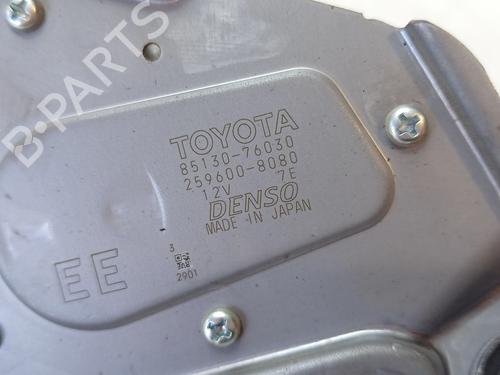 B-PARTS
TOYOTA
85130-76030
259600-8080
12V 7E
DENSO
MADE IN JAPAN
EE
3
2901